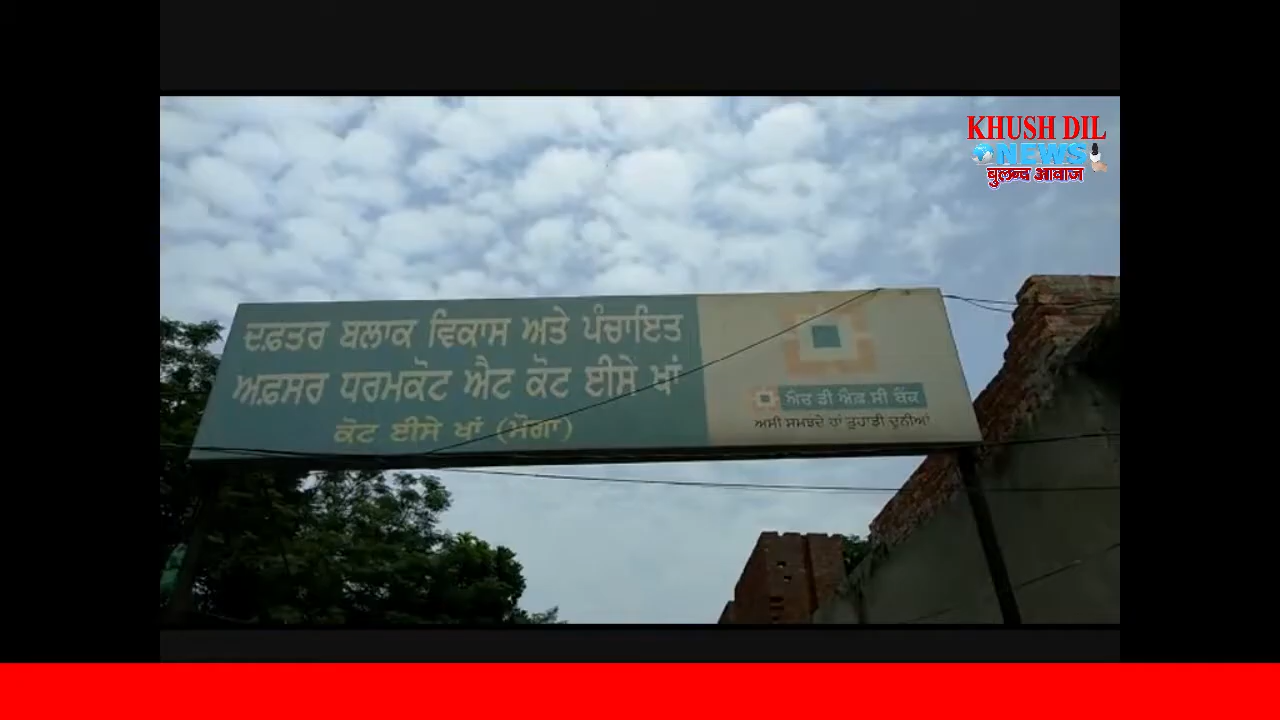 KHUSH DIL
NEWS
बुलन्द आवाज
ਦਫ਼ਤਰ ਬਲਾਕ ਵਿਕਾਸ ਅਤੇ ਪੰਚਾਇਤ
ਅਫ਼ਸਰ ਧਰਮਕੋਟ ਐਟ ਕੋਟ ਈਸੇ ਖਾਂ
ਕੋਟ ਈਸੇ ਖਾਂ (ਮੋਗਾ)
ਐਚ ਡੀ ਐਫ਼ ਸੀ ਬੈਂਕ
ਅਸੀ ਸਮਝਦੇ ਹਾਂ ਤੁਹਾਡੀ ਦੁਨੀਆਂ